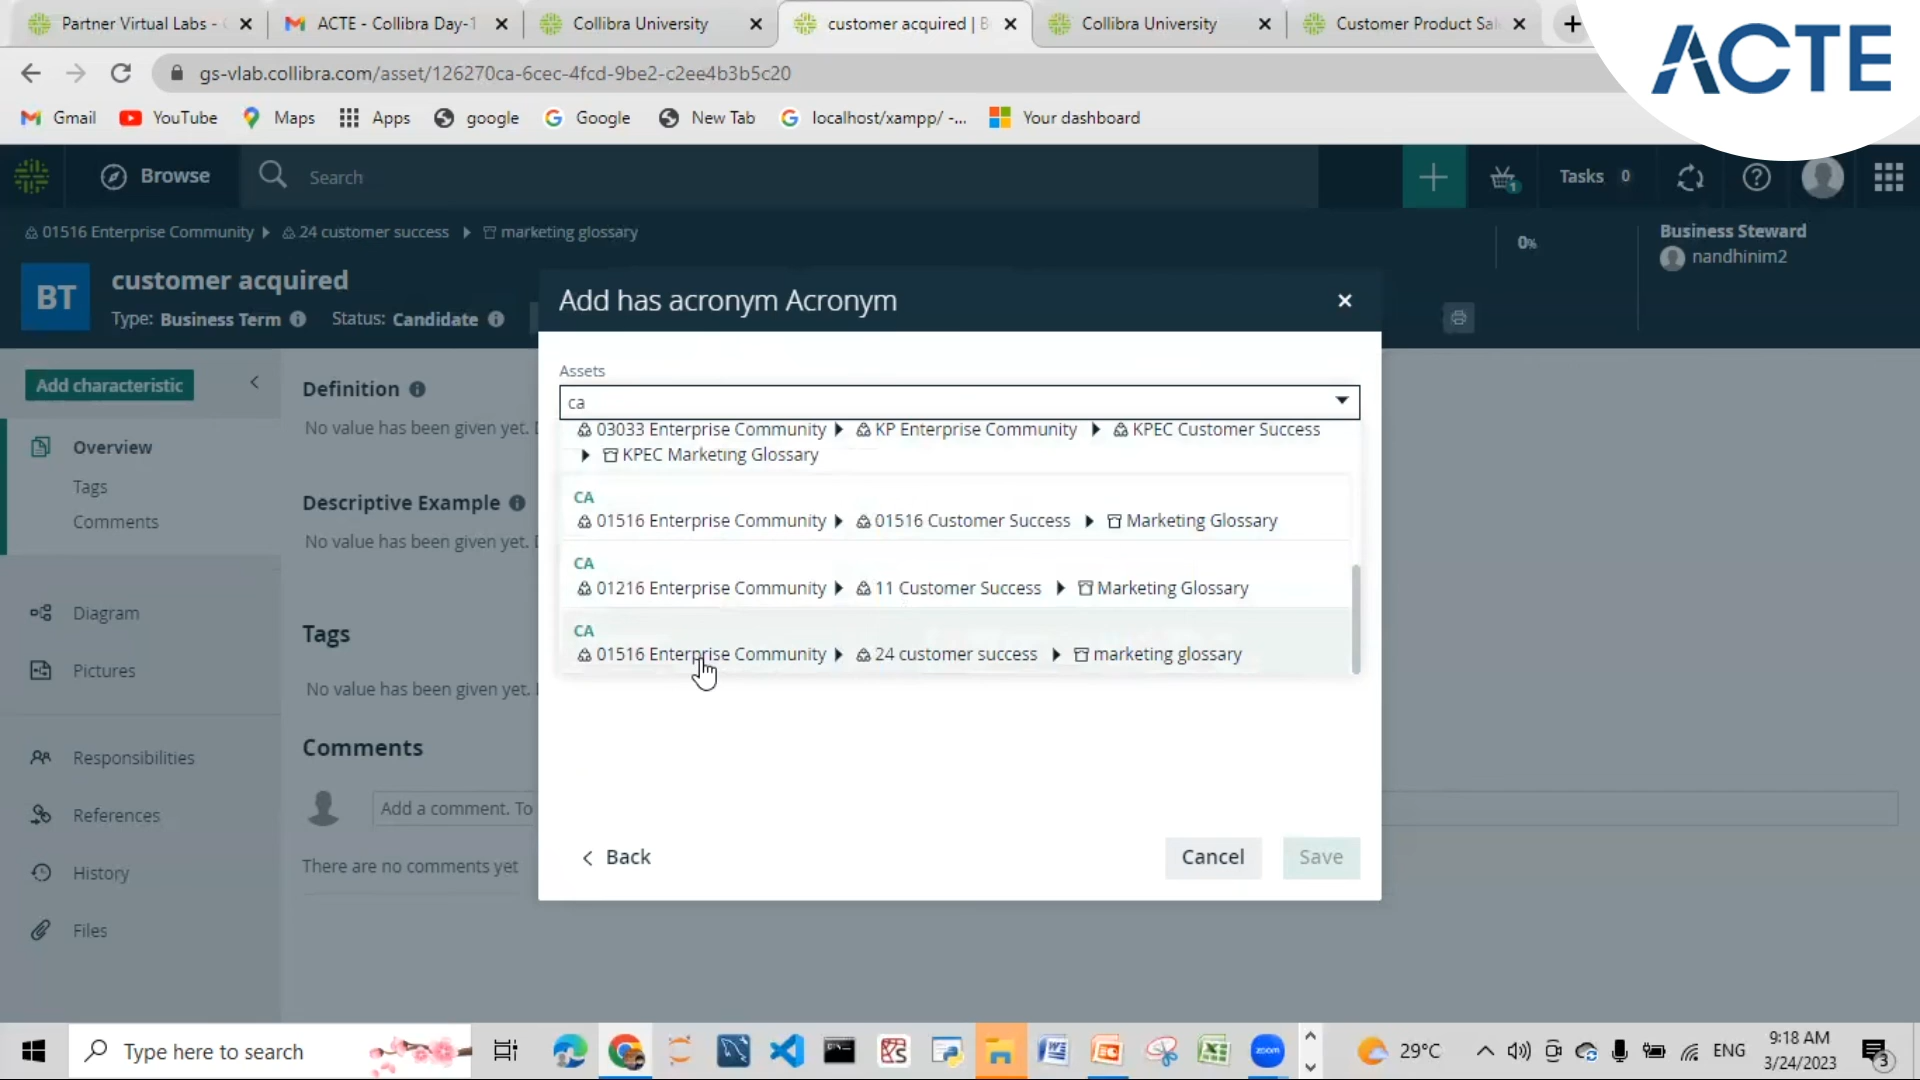 Partner Virtual Labs -
ACTE - Collibra Day-1
Collibra University
customer acquired | B
Collibra University
Customer Product Sal
ACTE
gs-vlab.collibra.com/asset/126270ca-6cec-4fcd-9be2-c2ee4b3b5c20
Gmail YouTube Maps Apps google Google New Tab localhost/xampp/ -... Your dashboard
Browse Search 1 Tasks 0
01516 Enterprise Community 24 customer success marketing glossary
0%
Business Steward
nandhinim2
BT
customer acquired
Type: Business Term Status: Candidate
Add has acronym Acronym
Add characteristic
Overview
Tags
Comments
Diagram
Pictures
Responsibilities
References
History
Files
Definition
No value has been given yet.
Descriptive Example
No value has been given yet.
Tags
No value has been given yet.
Comments
Add a comment. To
There are no comments yet
Assets
ca
03033 Enterprise Community KP Enterprise Community KPEC Customer Success
KPEC Marketing Glossary
CA
01516 Enterprise Community 01516 Customer Success Marketing Glossary
CA
01216 Enterprise Community 11 Customer Success Marketing Glossary
CA
01516 Enterprise Community 24 customer success marketing glossary
Back
Cancel
Save
Type here to search
zoom
29°C
ENG
9:18 AM
3/24/2023
3